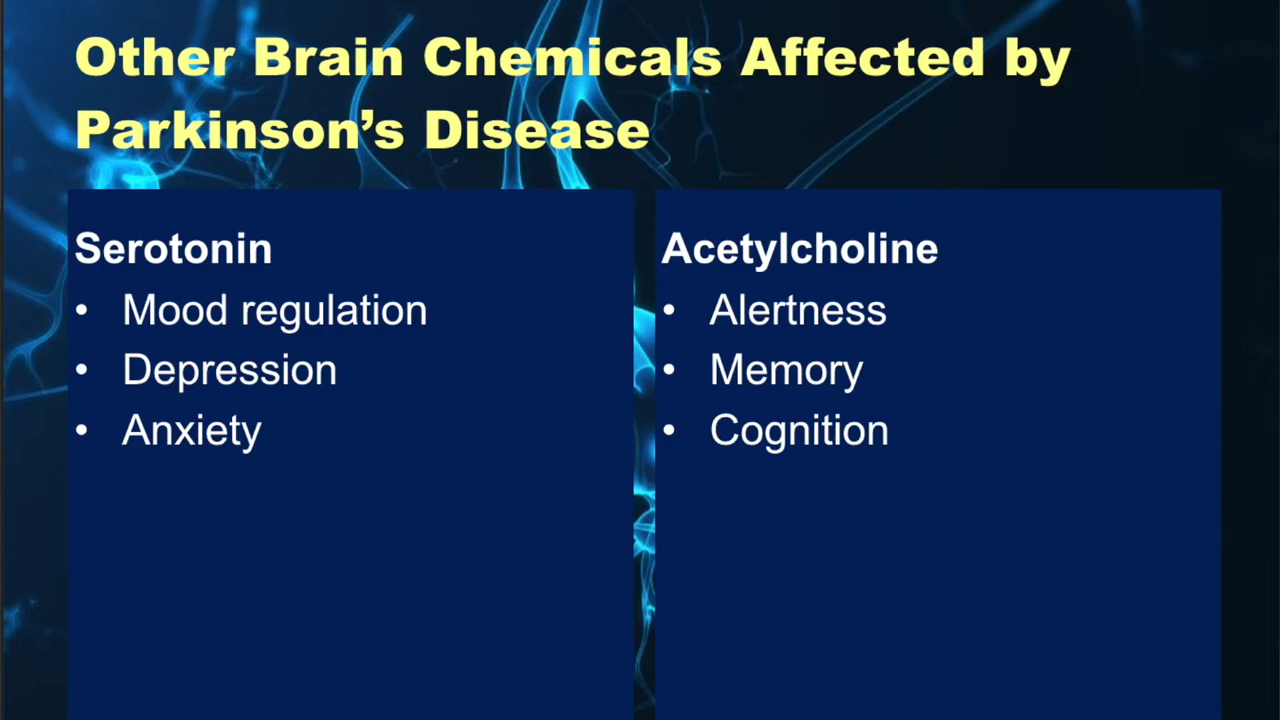 Other Brain Chemicals Affected by
Parkinson’s Disease
Serotonin
• Mood regulation
• Depression
• Anxiety
Acetylcholine
• Alertness
• Memory
• Cognition